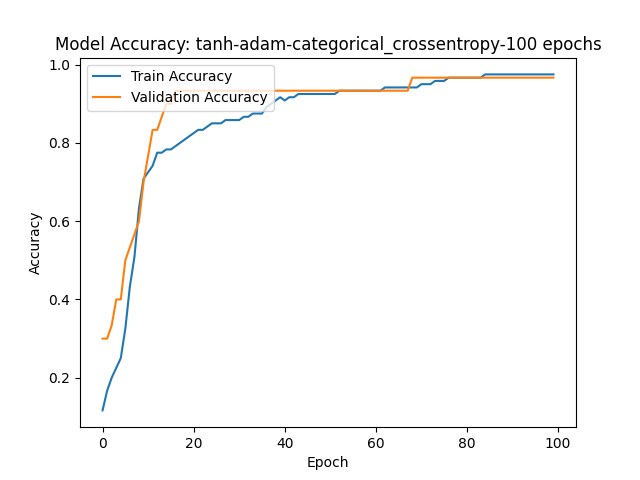 Model Accuracy: tanh-adam-categorical_crossentropy-100 epochs
Train Accuracy
Validation Accuracy
1.0
0.8
0.6
0.4
0.2
Accuracy
0 20 40 60 80 100
Epoch